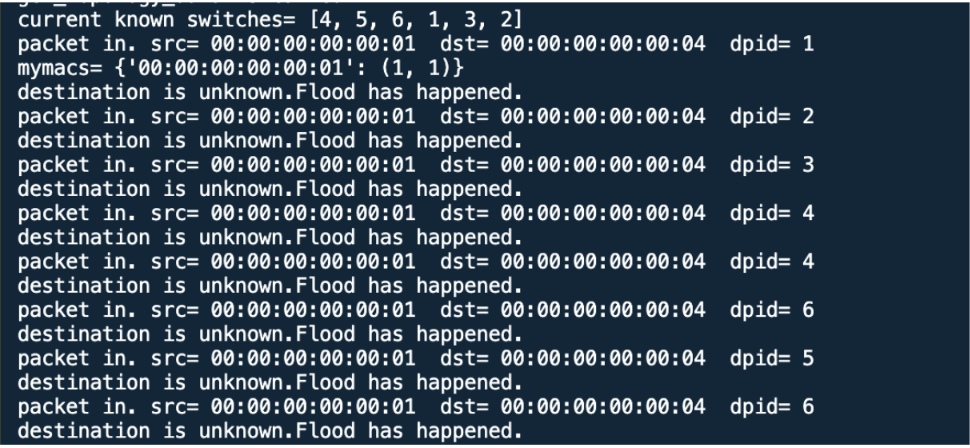 current known switches= [4, 5, 6, 1, 3, 2]
packet in. src= 00:00:00:00:00:01  dst= 00:00:00:00:00:04  dpid= 1
mymacs= {'00:00:00:00:00:01': (1, 1)}
destination is unknown.Flood has happened.
packet in. src= 00:00:00:00:00:01  dst= 00:00:00:00:00:04  dpid= 2
destination is unknown.Flood has happened.
packet in. src= 00:00:00:00:00:01  dst= 00:00:00:00:00:04  dpid= 3
destination is unknown.Flood has happened.
packet in. src= 00:00:00:00:00:01  dst= 00:00:00:00:00:04  dpid= 4
destination is unknown.Flood has happened.
packet in. src= 00:00:00:00:00:01  dst= 00:00:00:00:00:04  dpid= 4
destination is unknown.Flood has happened.
packet in. src= 00:00:00:00:00:01  dst= 00:00:00:00:00:04  dpid= 6
destination is unknown.Flood has happened.
packet in. src= 00:00:00:00:00:01  dst= 00:00:00:00:00:04  dpid= 5
destination is unknown.Flood has happened.
packet in. src= 00:00:00:00:00:01  dst= 00:00:00:00:00:04  dpid= 6
destination is unknown.Flood has happened.